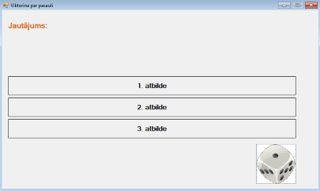 Viktorīna par pasauli
Jautājums:
1. atbilde
2. atbilde
3. atbilde